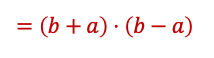 = (b + a) · (b − a)